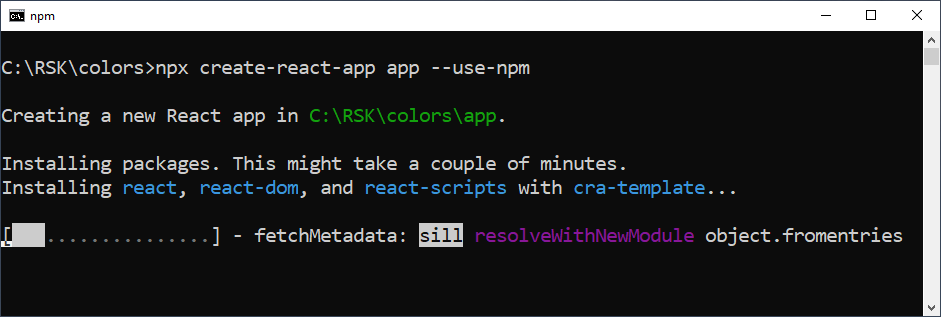 npm
C:\RSK\colors>npx create-react-app app --use-npm
Creating a new React app in C:\RSK\colors\app.
Installing packages. This might take a couple of minutes.
Installing react, react-dom, and react-scripts with cra-template...
[   ...............] - fetchMetadata: sill resolveWithNewModule object.fromentries